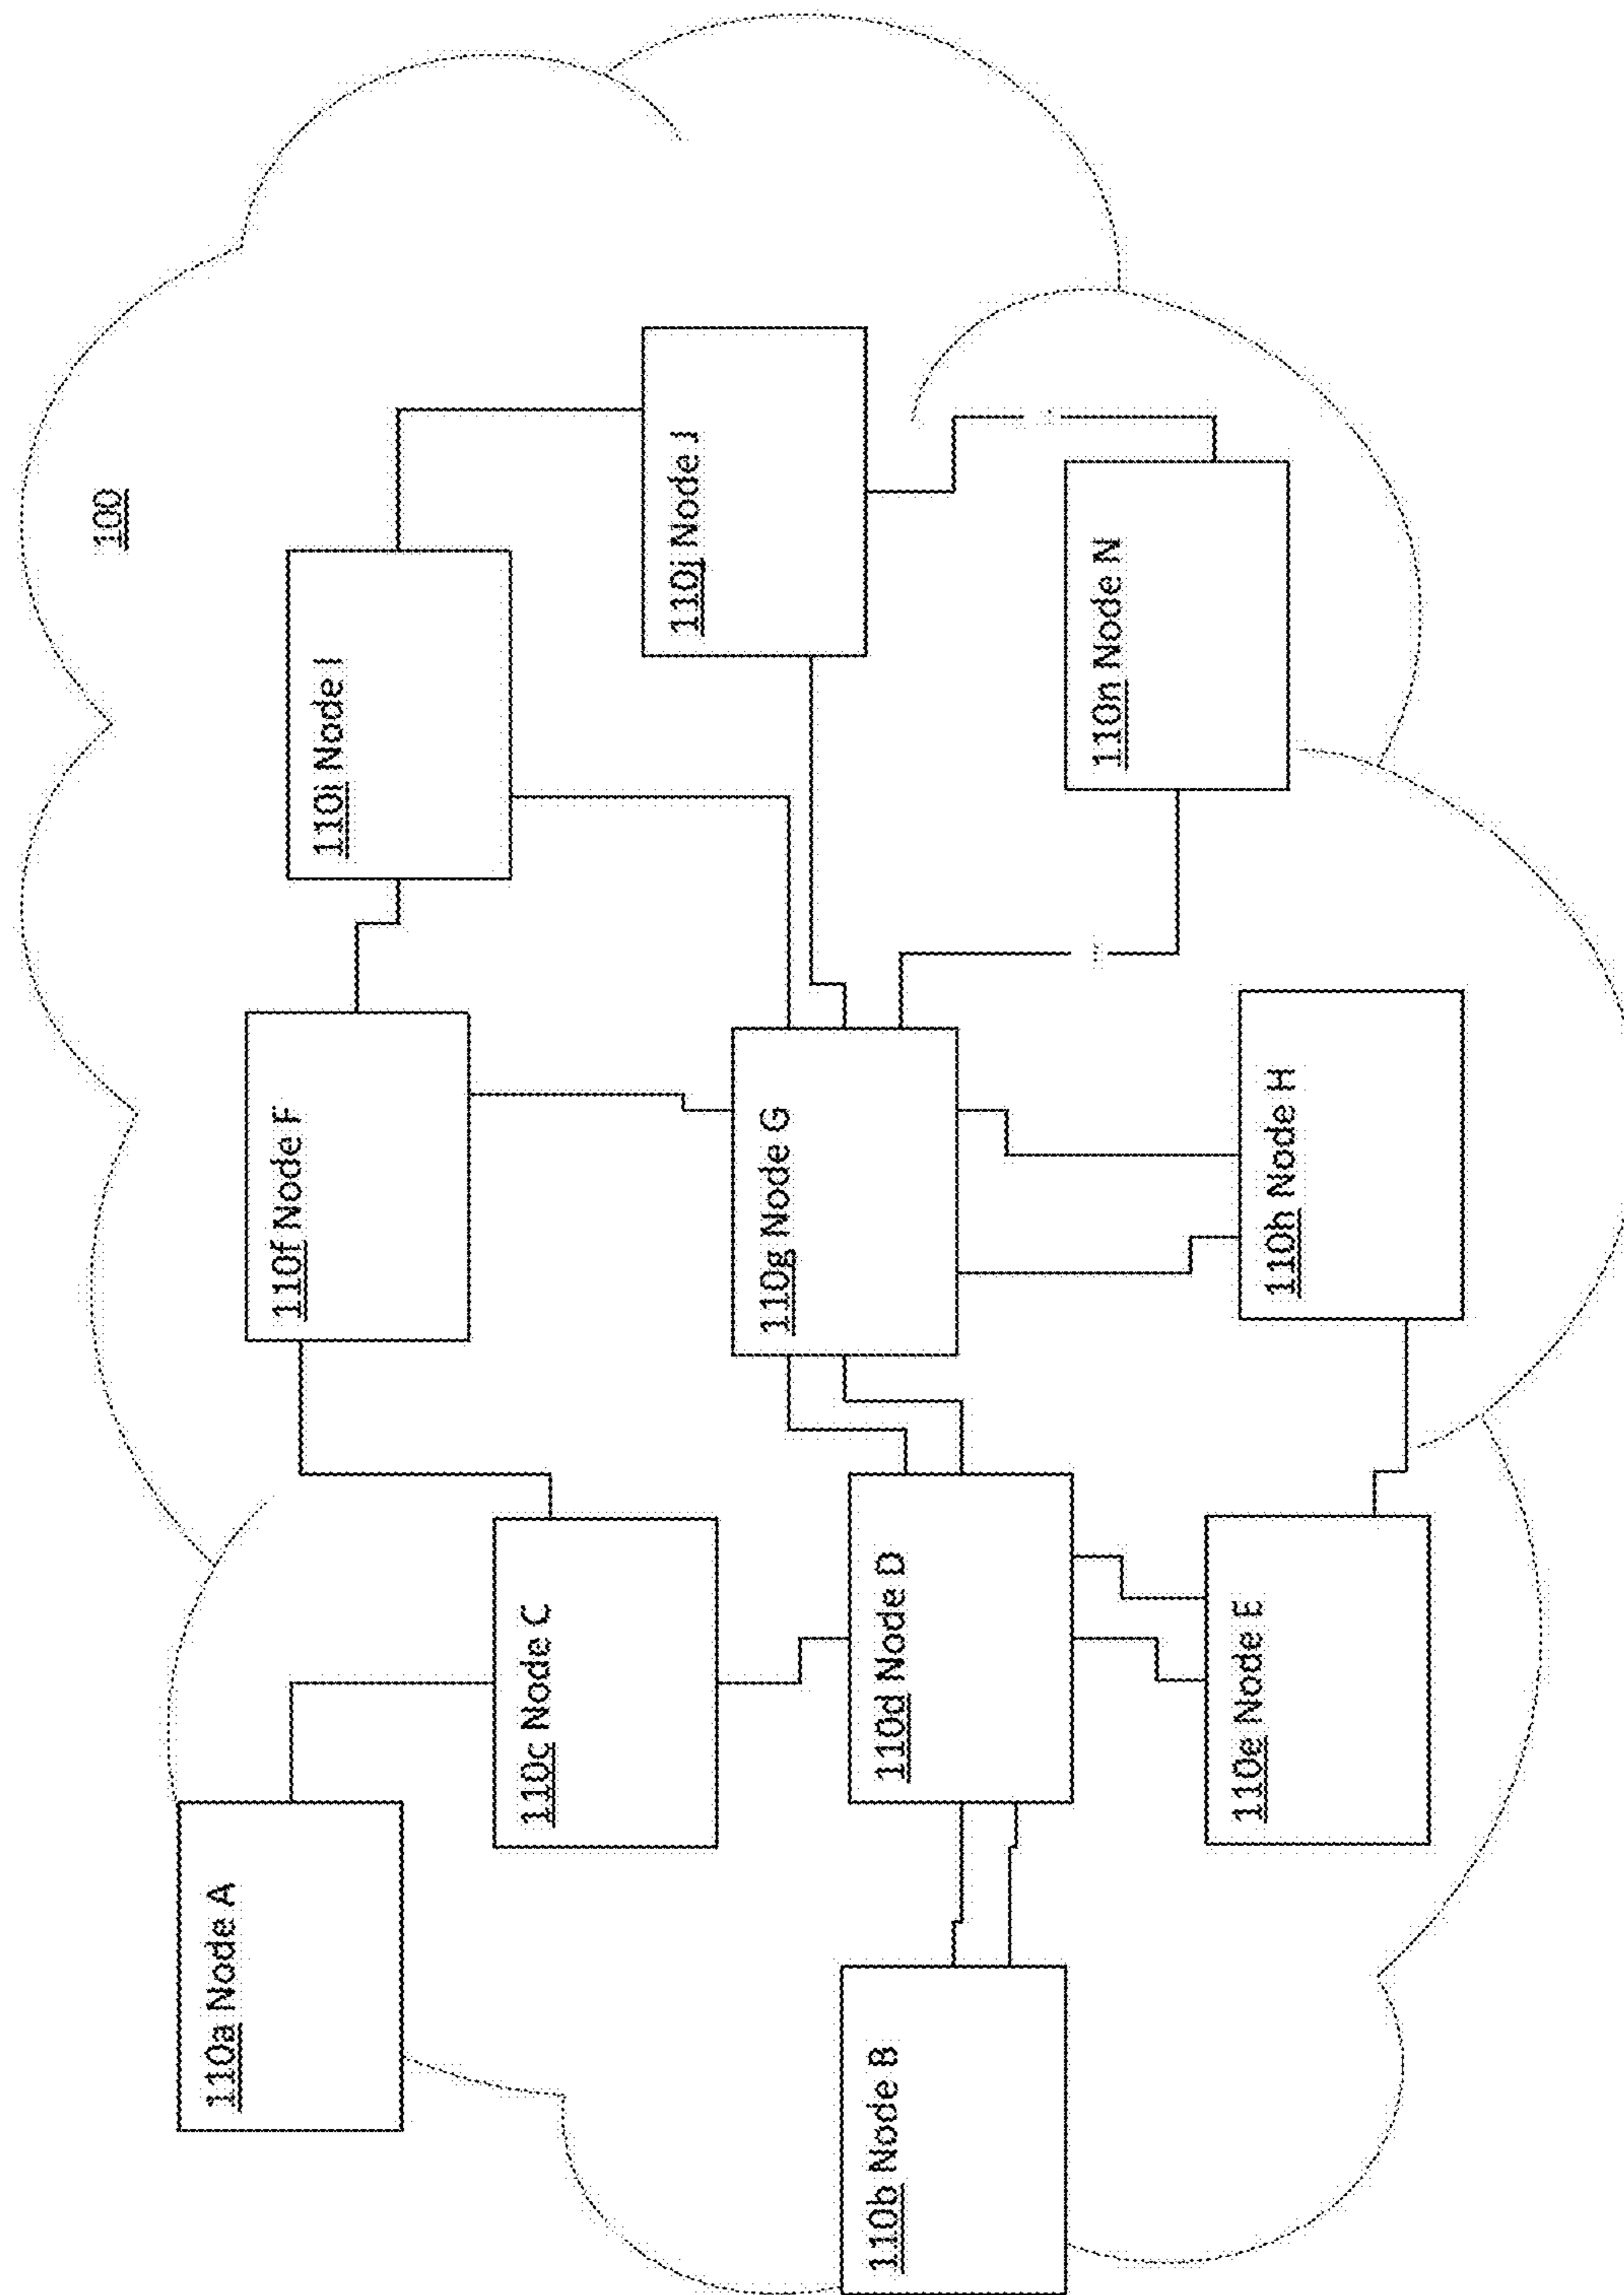 100
110a Node A
110f Node F
110i Node I
110c Node C
110j Node J
110g Node G
110b Node B
110d Node D
110n Node N
110e Node E
110h Node H